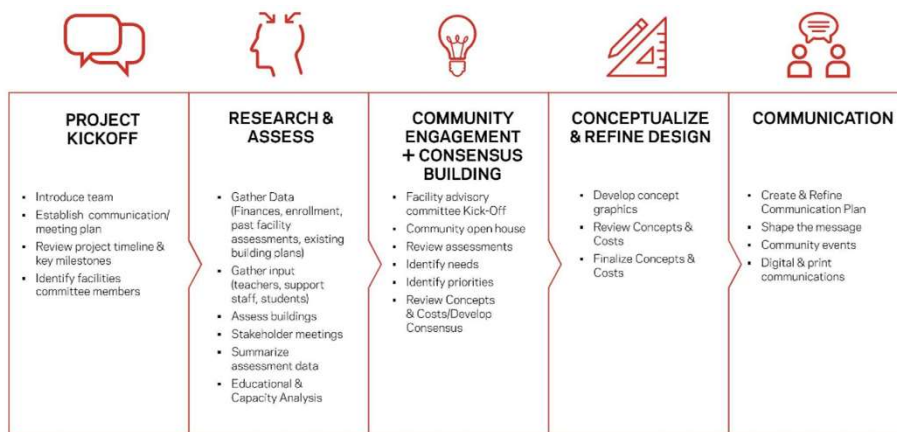 PROJECT
KICKOFF
Introduce team
Establish communication/
meeting plan
Review project timeline &
key milestones
Identify facilities
committee members
RESEARCH &
ASSESS
Gather Data
(Finances, enrollment,
past facility
assessments, existing
building plans)
Gather input
(teachers, support
staff, students)
Assess buildings
Stakeholder meetings
Summarize
assessment data
Educational &
Capacity Analysis
COMMUNITY
ENGAGEMENT
+ CONSENSUS
BUILDING
Facility advisory
committee Kick-Off
Community open house
Review assessments
Identify needs
Identify priorities
Review Concepts
& Costs/Develop
Consensus
CONCEPTUALIZE
& REFINE DESIGN
Develop concept
graphics
Review Concepts &
Costs
Finalize Concepts &
Costs
COMMUNICATION
Create & Refine
Communication Plan
Shape the message
Community events
Digital & print
communications